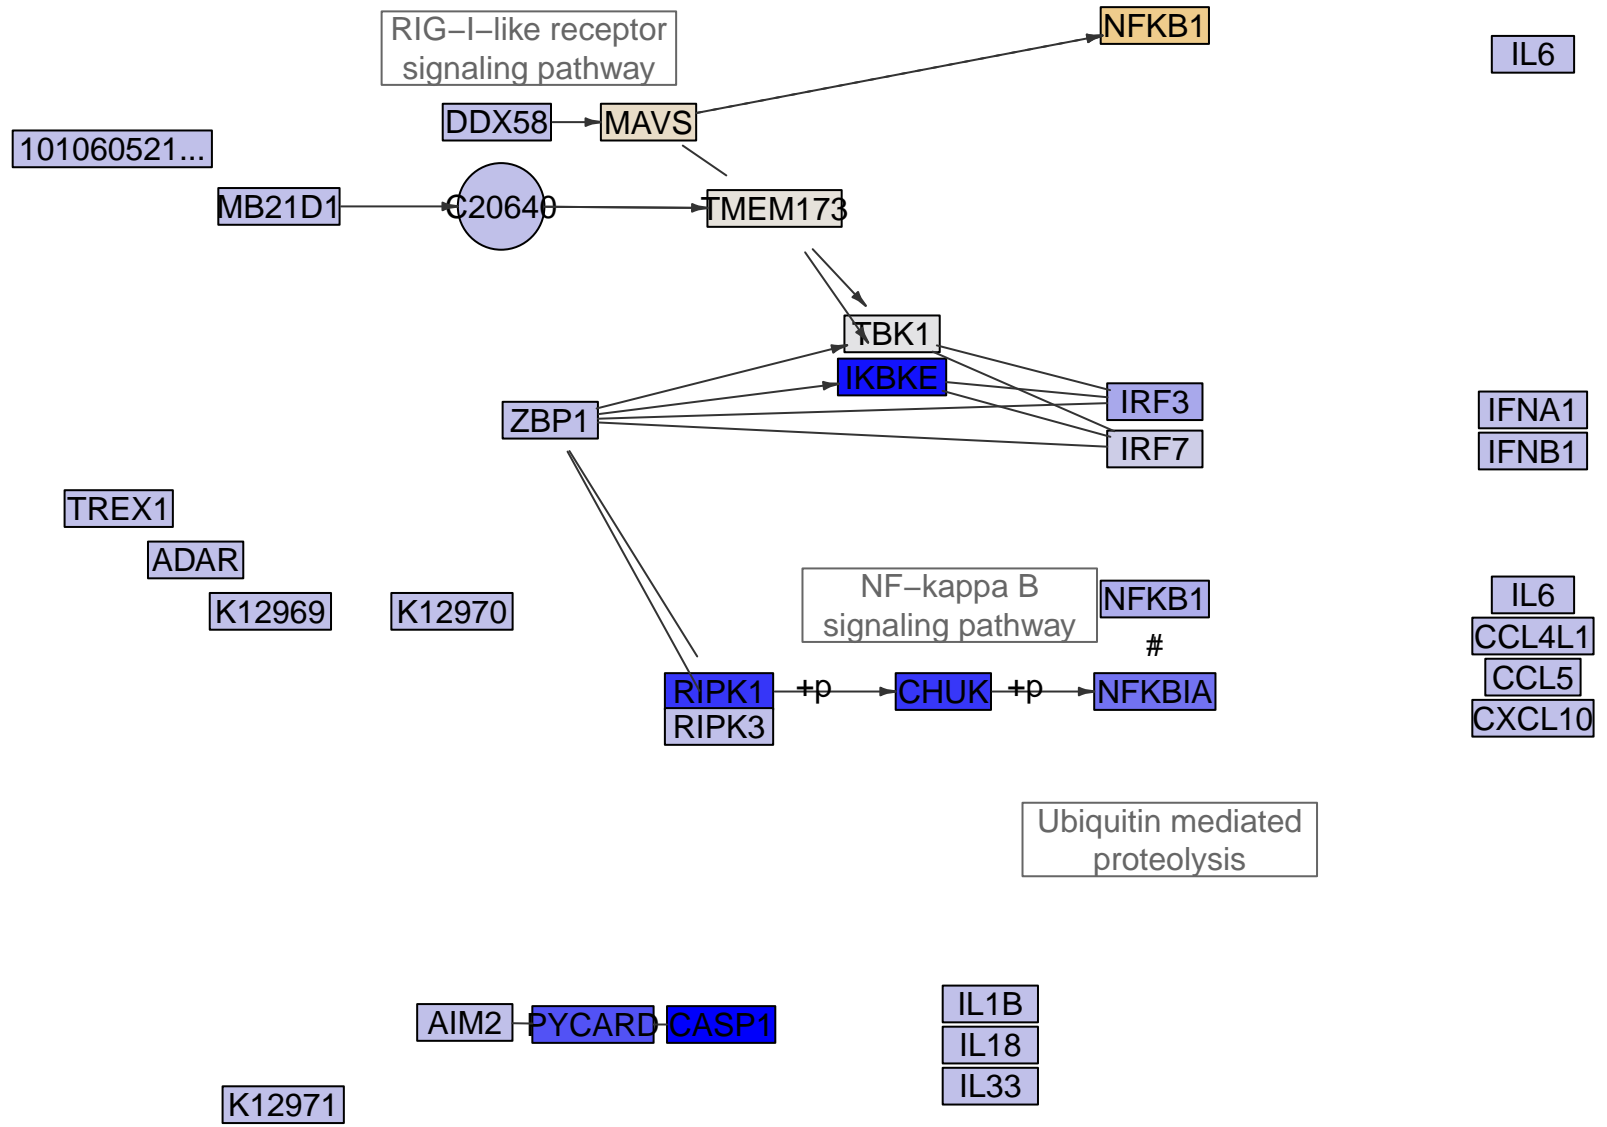 RIG−I−like receptor
signaling pathway
NFKB1
IL6
DDX58
MAVS
101060521...
MB21D1
C20640
TMEM173
TBK1
IKBKE
ZBP1
IRF3
IRF7
IFNA1
IFNB1
TREX1
ADAR
K12969
K12970
NF−kappa B
signaling pathway
NFKB1
#
IL6
CCL4L1
CCL5
CXCL10
RIPK1
+p
CHUK
+p
NFKBIA
RIPK3
Ubiquitin mediated
proteolysis
AIM2
PYCARD
CASP1
IL1B
IL18
IL33
K12971